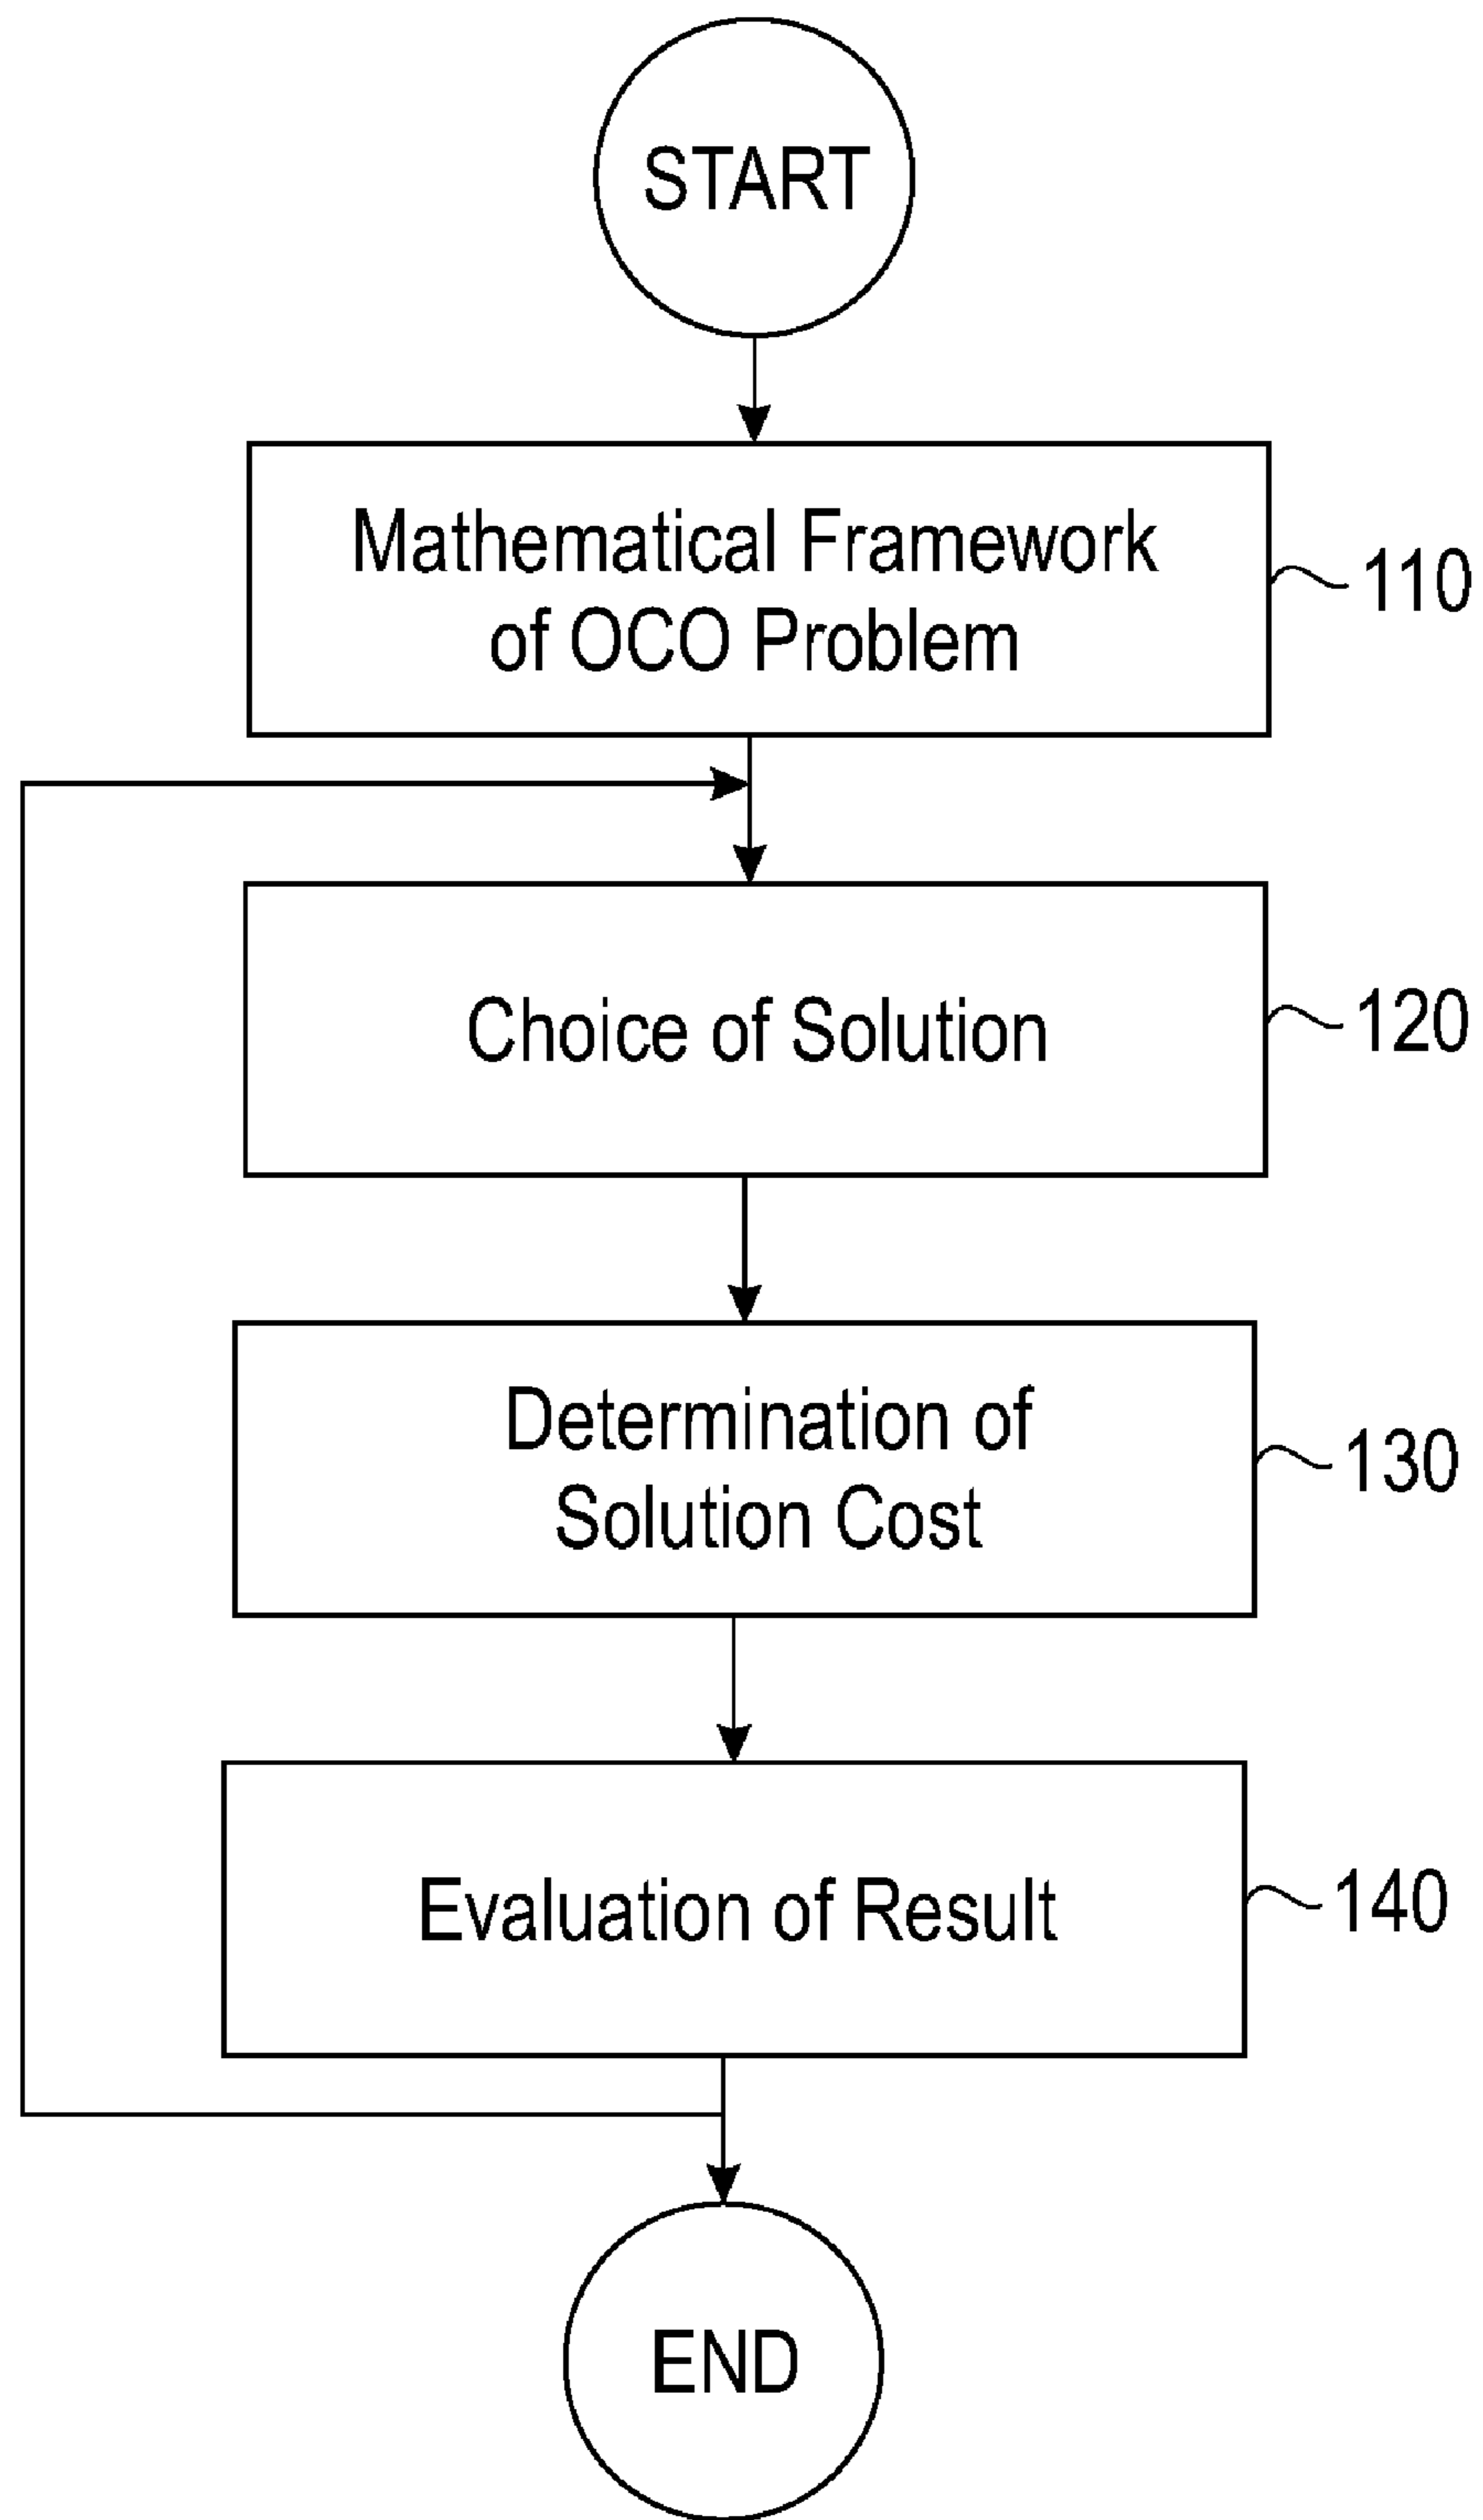 START
Mathematical Framework
of OCO Problem
110
Choice of Solution
120
Determination of
Solution Cost
130
Evaluation of Result
140
END